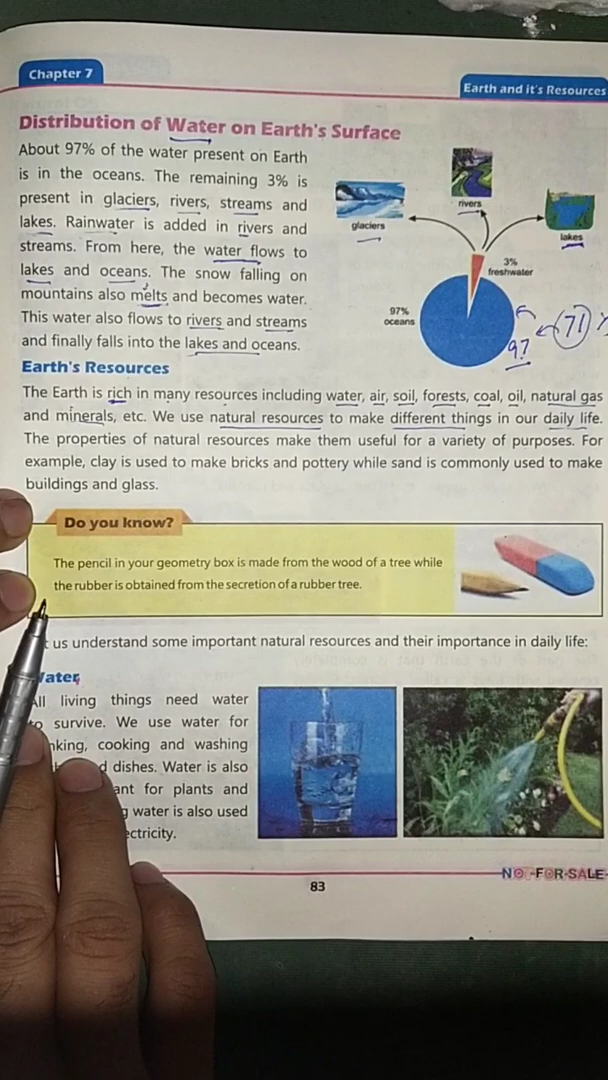 Chapter 7
Earth and it's Resources
Distribution of Water on Earth's Surface
About 97% of the water present on Earth
is in the oceans. The remaining 3% is
present in glaciers, rivers, streams and
lakes. Rainwater is added in rivers and
streams. From here, the water flows to
lakes and oceans. The snow falling on
mountains also melts and becomes water.
This water also flows to rivers and streams
and finally falls into the lakes and oceans.
glaciers
rivers
lakes
3%
freshwater
97%
oceans
71 %
97
Earth's Resources
The Earth is rich in many resources including water, air, soil, forests, coal, oil, natural gas
and minerals, etc. We use natural resources to make different things in our daily life.
The properties of natural resources make them useful for a variety of purposes. For
example, clay is used to make bricks and pottery while sand is commonly used to make
buildings and glass.
Do you know?
The pencil in your geometry box is made from the wood of a tree while
the rubber is obtained from the secretion of a rubber tree.
us understand some important natural resources and their importance in daily life:
Water
All living things need water
to survive. We use water for
cooking and washing
dishes. Water is also
for plants and
water is also used
83
NOT FOR SALE